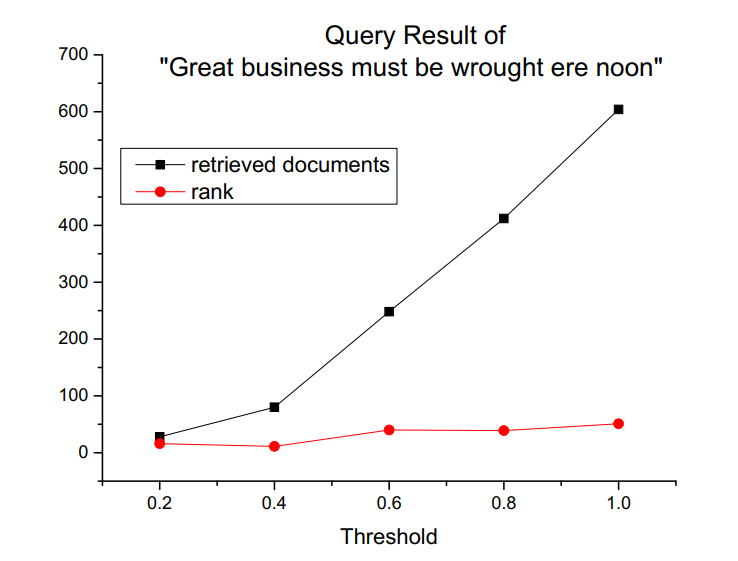 Query Result of
"Great business must be wrought ere noon"
700
600
500
400
300
200
100
0
retrieved documents
rank
0.2
0.4
0.6
0.8
1.0
Threshold